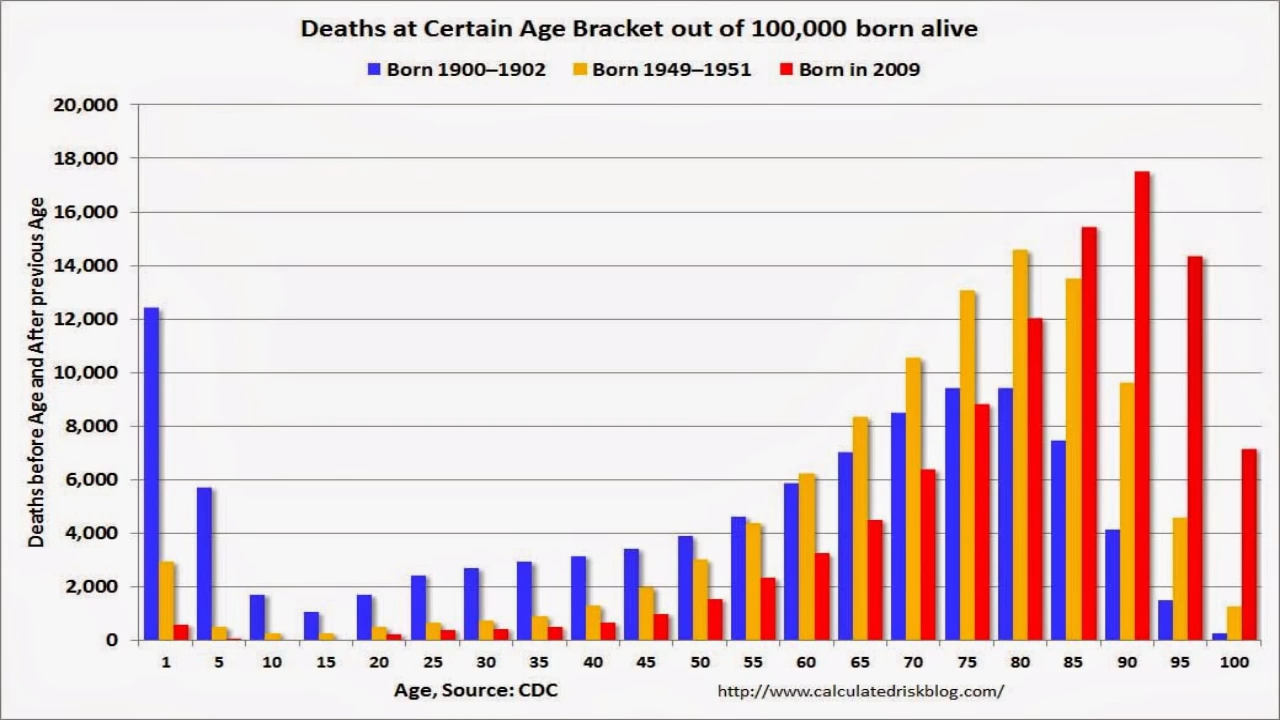 Deaths at Certain Age Bracket out of 100,000 born alive
Born 1900–1902 Born 1949–1951 Born in 2009
Deaths before Age and After previous Age
20,000
18,000
16,000
14,000
12,000
10,000
8,000
6,000
4,000
2,000
0
1 5 10 15 20 25 30 35 40 45 50 55 60 65 70 75 80 85 90 95 100
Age, Source: CDC
http://www.calculatedriskblog.com/